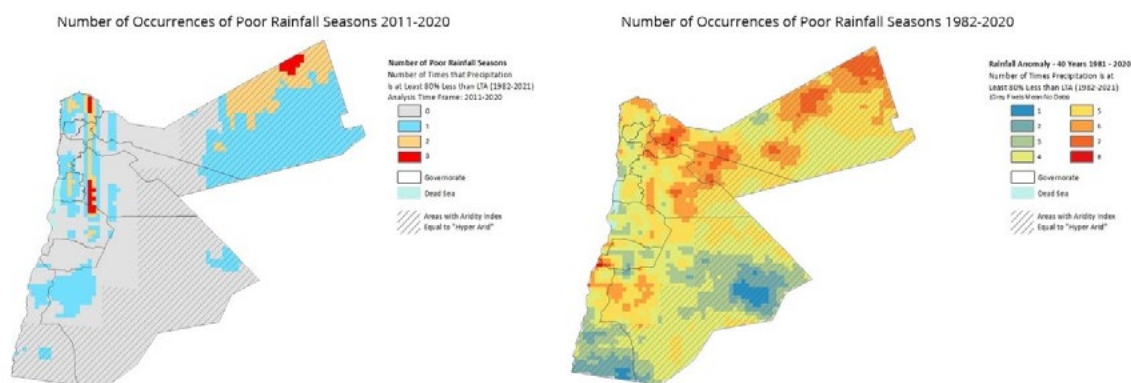 Number of Occurrences of Poor Rainfall Seasons 2011-2020
Number of Poor Rainfall Seasons
Number of Times that Precipitation
is at Least 80% Less than LTA (1982-2021)
Analysis Time Frame: 2011-2020
0
1
2
3
Governorate
Dead Sea
Areas with Aridity Index
Equal to "Hyper Arid"
Number of Occurrences of Poor Rainfall Seasons 1982-2020
Rainfall Anomaly - 40 Years 1981 - 2020
Number of Times Precipitation is at
Least 80% Less than LTA (1982-2021)
(Grey Pixels Mean No Data)
1 5
2 6
3 7
4 8
Governorate
Dead Sea
Areas with Aridity Index
Equal to "Hyper Arid"